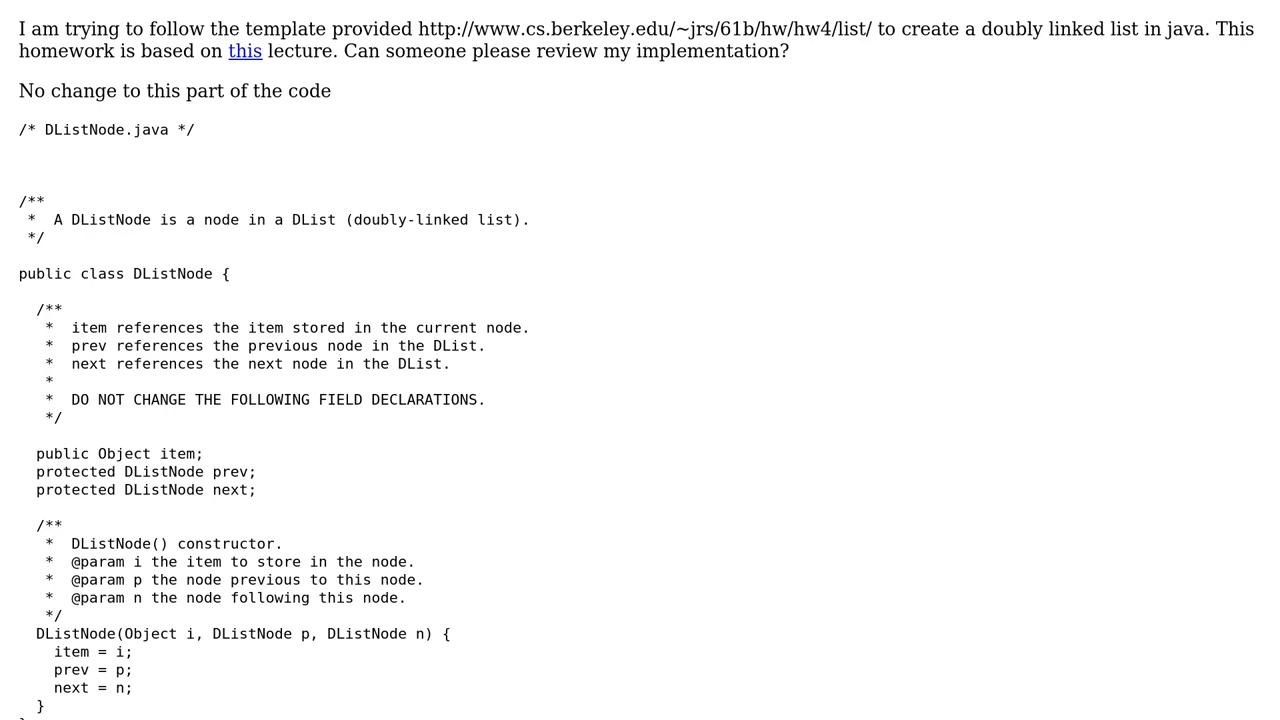 I am trying to follow the template provided http://www.cs.berkeley.edu/~jrs/61b/hw/hw4/list/ to create a doubly linked list in java. This
homework is based on this lecture. Can someone please review my implementation?
No change to this part of the code
/* DListNode.java */
/**
 *  A DListNode is a node in a DList (doubly-linked list).
 */
public class DListNode {
  /**
   *  item references the item stored in the current node.
   *  prev references the previous node in the DList.
   *  next references the next node in the DList.
   *
   *  DO NOT CHANGE THE FOLLOWING FIELD DECLARATIONS.
   */
  public Object item;
  protected DListNode prev;
  protected DListNode next;
  /**
   *  DListNode() constructor.
   *  @param i the item to store in the node.
   *  @param p the node previous to this node.
   *  @param n the node following this node.
   */
  DListNode(Object i, DListNode p, DListNode n) {
    item = i;
    prev = p;
    next = n;
  }